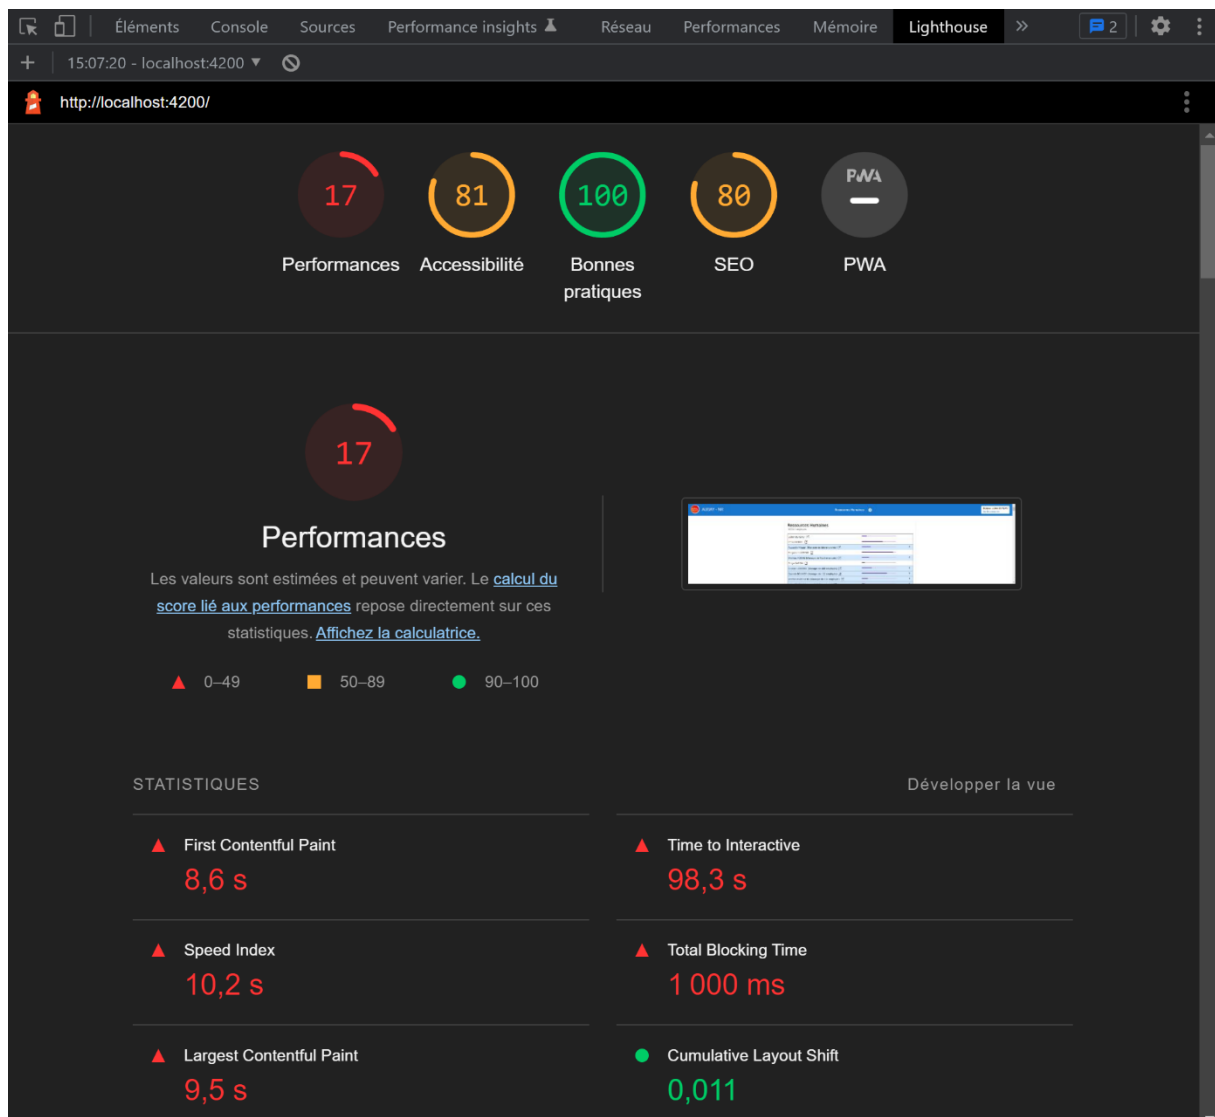 Éléments Console Sources Performance insights Réseau Performances Mémoire Lighthouse » 2
+ 15:07:20 - localhost:4200 ▼
http://localhost:4200/
17 81 100 80 PWA
Performances Accessibilité Bonnes pratiques SEO PWA
17
Performances
Les valeurs sont estimées et peuvent varier. Le calcul du
score lié aux performances repose directement sur ces
statistiques. Affichez la calculatrice.
0–49 50–89 90–100
STATISTIQUES Développer la vue
First Contentful Paint Time to Interactive
8,6 s 98,3 s
Speed Index Total Blocking Time
10,2 s 1 000 ms
Largest Contentful Paint Cumulative Layout Shift
9,5 s 0,011